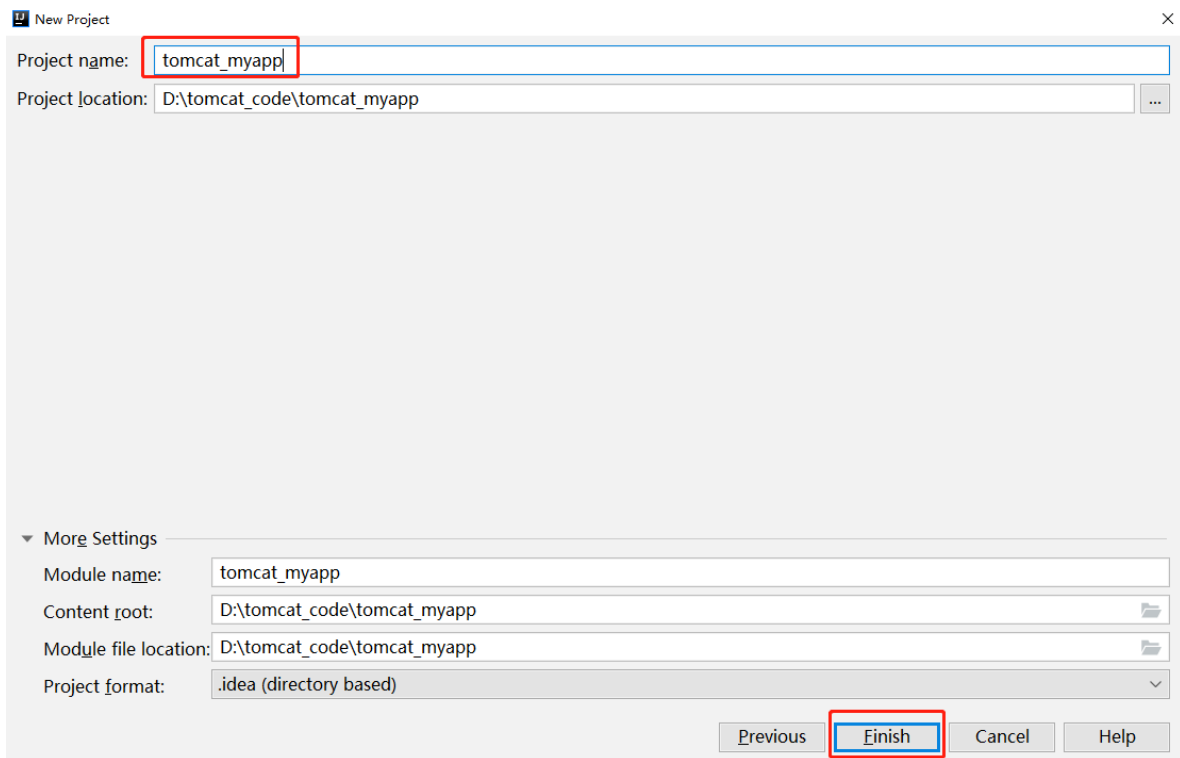 New Project
Project name: tomcat_myapp
Project location: D:\tomcat_code\tomcat_myapp ...
More Settings
Module name: tomcat_myapp
Content root: D:\tomcat_code\tomcat_myapp
Module file location: D:\tomcat_code\tomcat_myapp
Project format: .idea (directory based)
Previous Finish Cancel Help